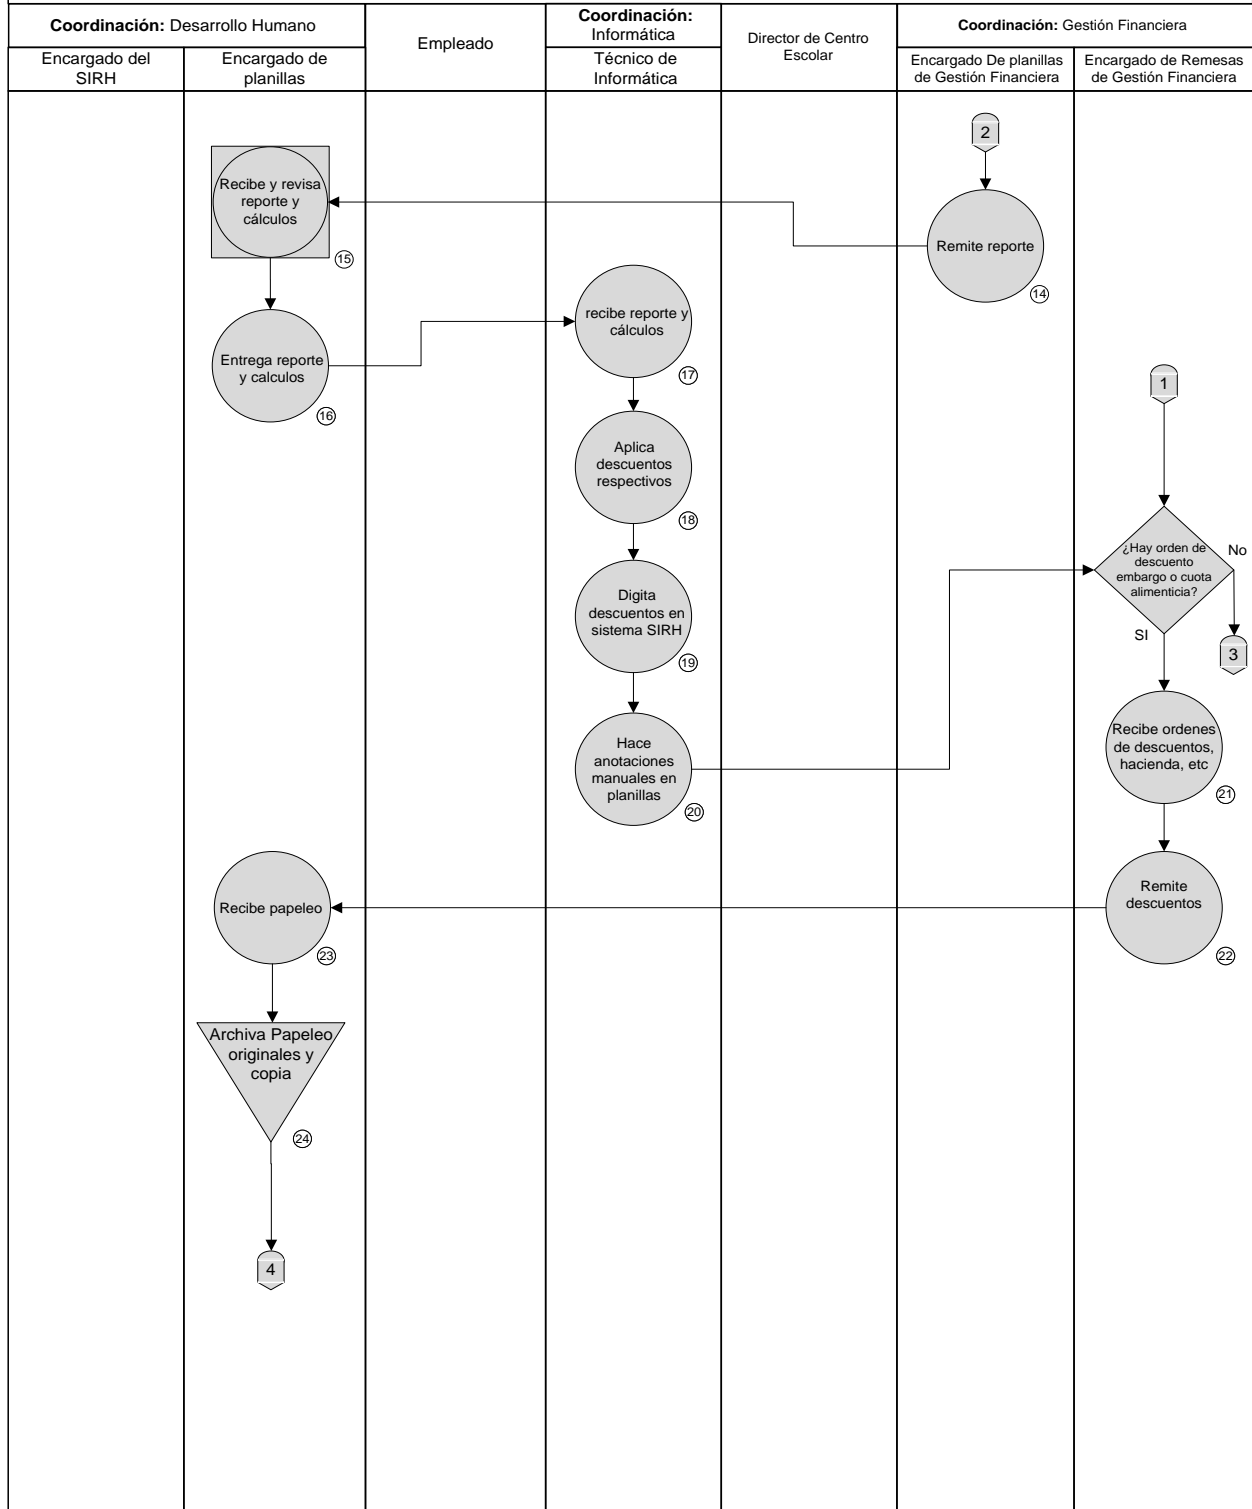 Coordinación: Desarrollo Humano
Encargado del
SIRH
Encargado de
planillas
Empleado
Coordinación:
Informática
Técnico de
Informática
Director de Centro
Escolar
Coordinación: Gestión Financiera
Encargado De planillas
de Gestión Financiera
Encargado de Remesas
de Gestión Financiera
2
Recibe y revisa
reporte y
cálculos
15
Remite reporte
14
Entrega reporte
y calculos
16
recibe reporte y
cálculos
17
1
Aplica
descuentos
respectivos
18
¿Hay orden de
descuento
embargo o cuota
alimenticia?
No
SI
3
Digita
descuentos en
sistema SIRH
19
Hace
anotaciones
manuales en
planillas
20
Recibe ordenes
de descuentos,
hacienda, etc
21
Remite
descuentos
22
Recibe papeleo
23
Archiva Papeleo
originales y
copia
24
4